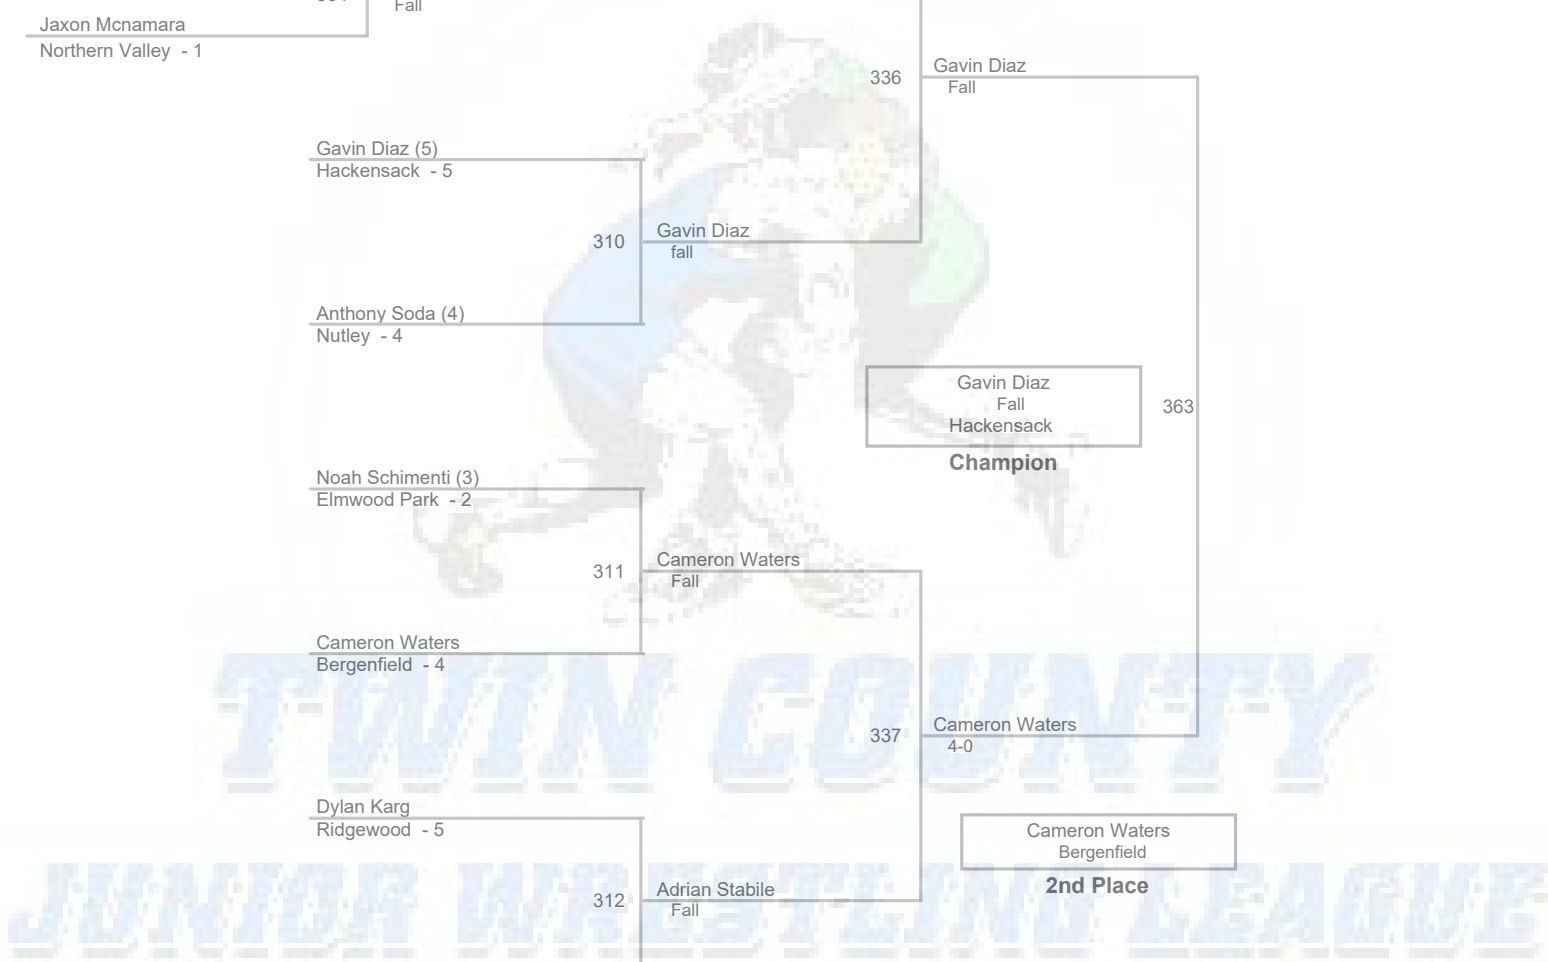 Fall
Jaxon Mcnamara
Northern Valley - 1
336
Gavin Diaz
Fall
Gavin Diaz (5)
Hackensack - 5
310
Gavin Diaz
fall
Anthony Soda (4)
Nutley - 4
Gavin Diaz
Fall
Hackensack
363
Champion
Noah Schimenti (3)
Elmwood Park - 2
311
Cameron Waters
Fall
Cameron Waters
Bergenfield - 4
TWIN COUNTY
337
Cameron Waters
4-0
Dylan Karg
Ridgewood - 5
Cameron Waters
Bergenfield
2nd Place
JUNIOR WRESTLING LEAGUE
312
Adrian Stabile
Fall